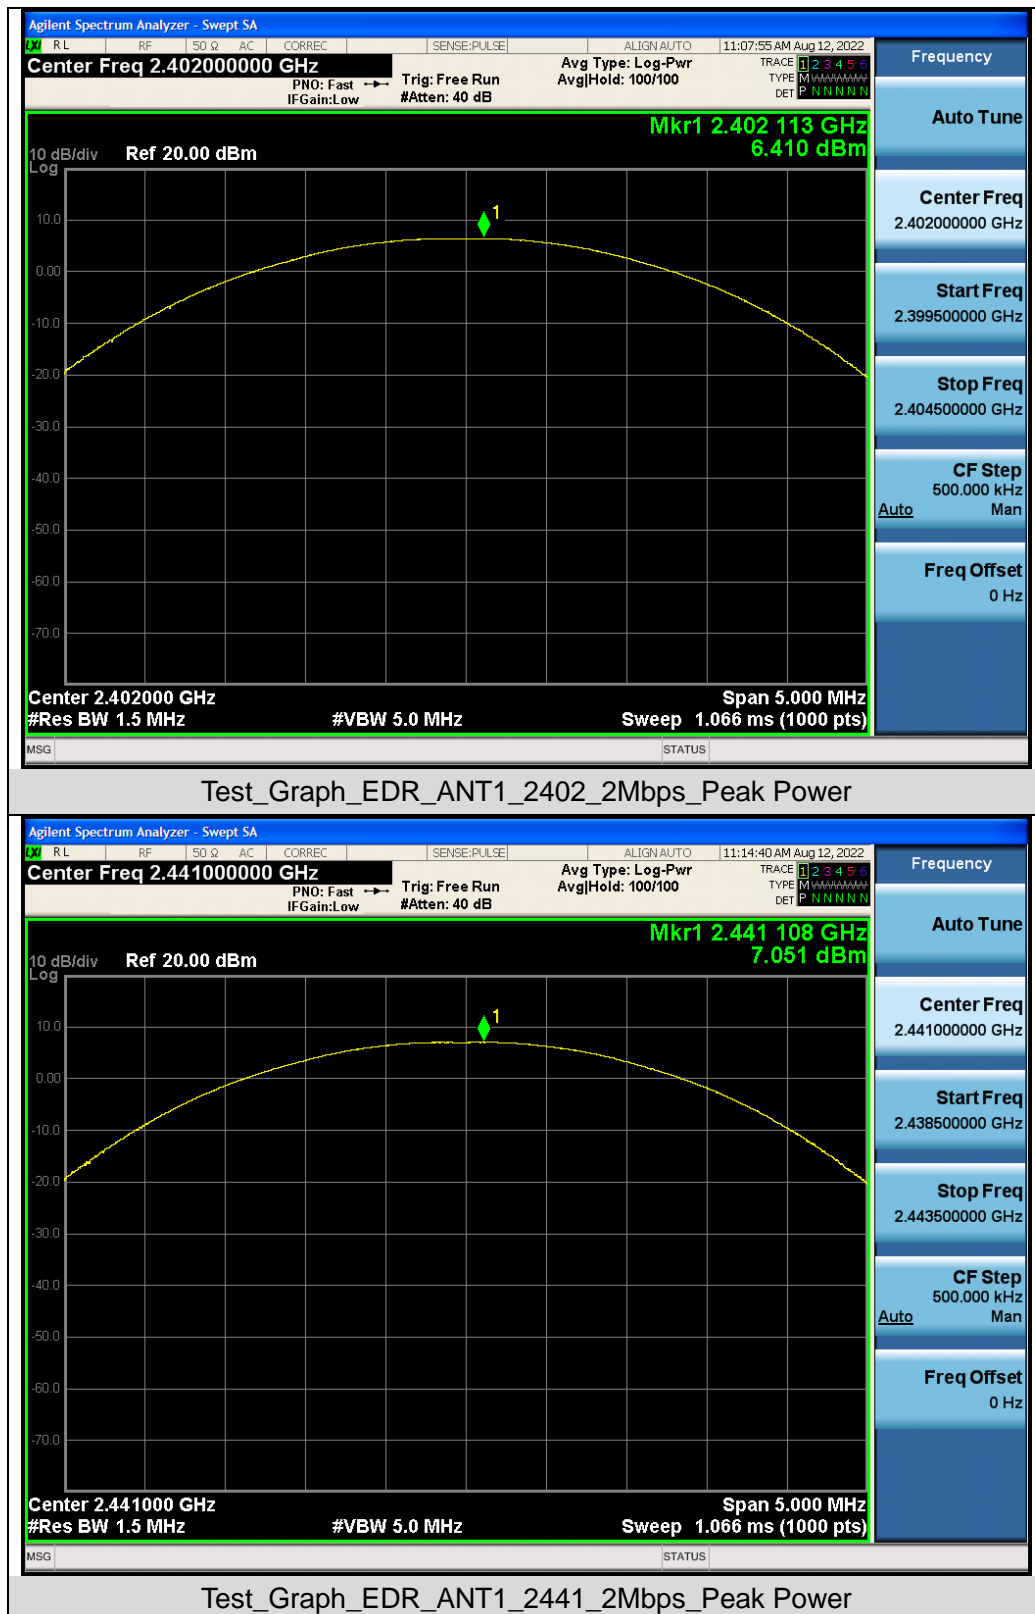 Agilent Spectrum Analyzer - Swept SA
LXI RL RF 50 Ω AC CORREC SENSE:PULSE ALIGN AUTO 11:07:55 AM Aug 12, 2022
Center Freq 2.402000000 GHz
PNO: Fast
IFGain:Low
Trig: Free Run
#Atten: 40 dB
Avg Type: Log-Pwr
Avg|Hold: 100/100
TRACE 1 2 3 4 5 6
TYPE M
DET P N N N N N
Mkr1 2.402 113 GHz
6.410 dBm
10 dB/div Ref 20.00 dBm
Log
1
10.0
0.00
-10.0
-20.0
-30.0
-40.0
-50.0
-60.0
-70.0
Center 2.402000 GHz Span 5.000 MHz
#Res BW 1.5 MHz #VBW 5.0 MHz Sweep 1.066 ms (1000 pts)
MSG STATUS
Frequency
Auto Tune
Center Freq
2.402000000 GHz
Start Freq
2.399500000 GHz
Stop Freq
2.404500000 GHz
CF Step
500.000 kHz
Auto Man
Freq Offset
0 Hz
Test_Graph_EDR_ANT1_2402_2Mbps_Peak Power
Agilent Spectrum Analyzer - Swept SA
LXI RL RF 50 Ω AC CORREC SENSE:PULSE ALIGN AUTO 11:14:40 AM Aug 12, 2022
Center Freq 2.441000000 GHz
PNO: Fast
IFGain:Low
Trig: Free Run
#Atten: 40 dB
Avg Type: Log-Pwr
Avg|Hold: 100/100
TRACE 1 2 3 4 5 6
TYPE M
DET P N N N N N
Mkr1 2.441 108 GHz
7.051 dBm
10 dB/div Ref 20.00 dBm
Log
1
10.0
0.00
-10.0
-20.0
-30.0
-40.0
-50.0
-60.0
-70.0
Center 2.441000 GHz Span 5.000 MHz
#Res BW 1.5 MHz #VBW 5.0 MHz Sweep 1.066 ms (1000 pts)
MSG STATUS
Frequency
Auto Tune
Center Freq
2.441000000 GHz
Start Freq
2.438500000 GHz
Stop Freq
2.443500000 GHz
CF Step
500.000 kHz
Auto Man
Freq Offset
0 Hz
Test_Graph_EDR_ANT1_2441_2Mbps_Peak Power